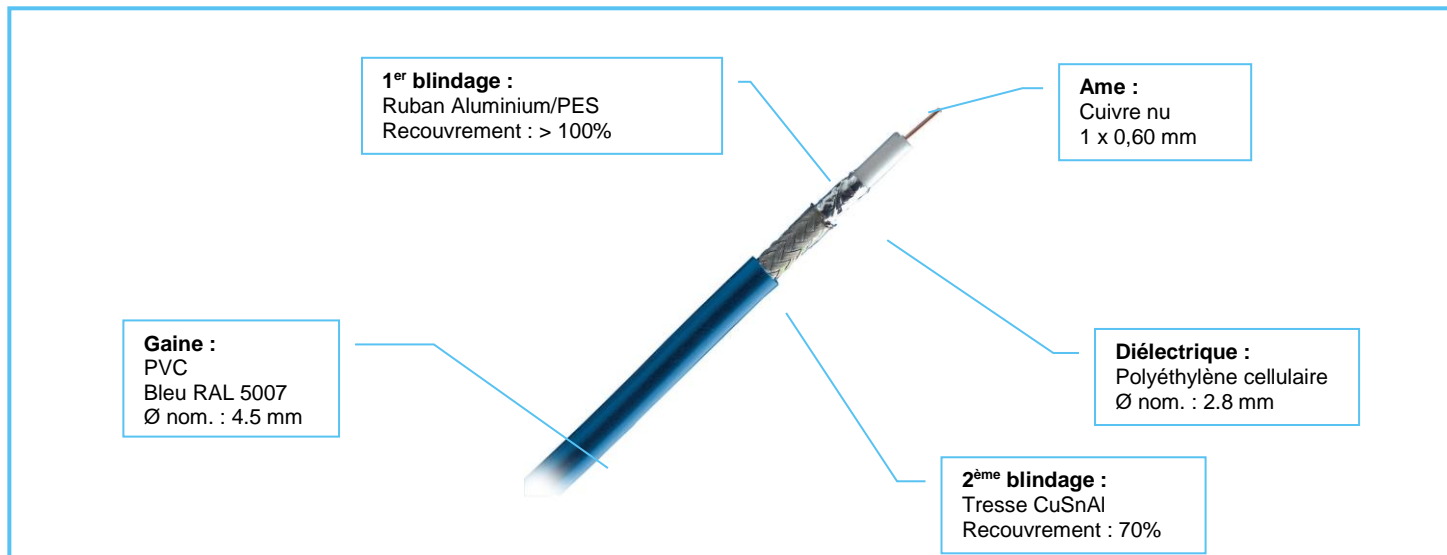 1er blindage :
Ruban Aluminium/PES
Recouvrement : > 100%
Ame :
Cuivre nu
1 x 0,60 mm
Gaine :
PVC
Bleu RAL 5007
Ø nom. : 4.5 mm
Diélectrique :
Polyéthylène cellulaire
Ø nom. : 2.8 mm
2ème blindage :
Tresse CuSnAl
Recouvrement : 70%